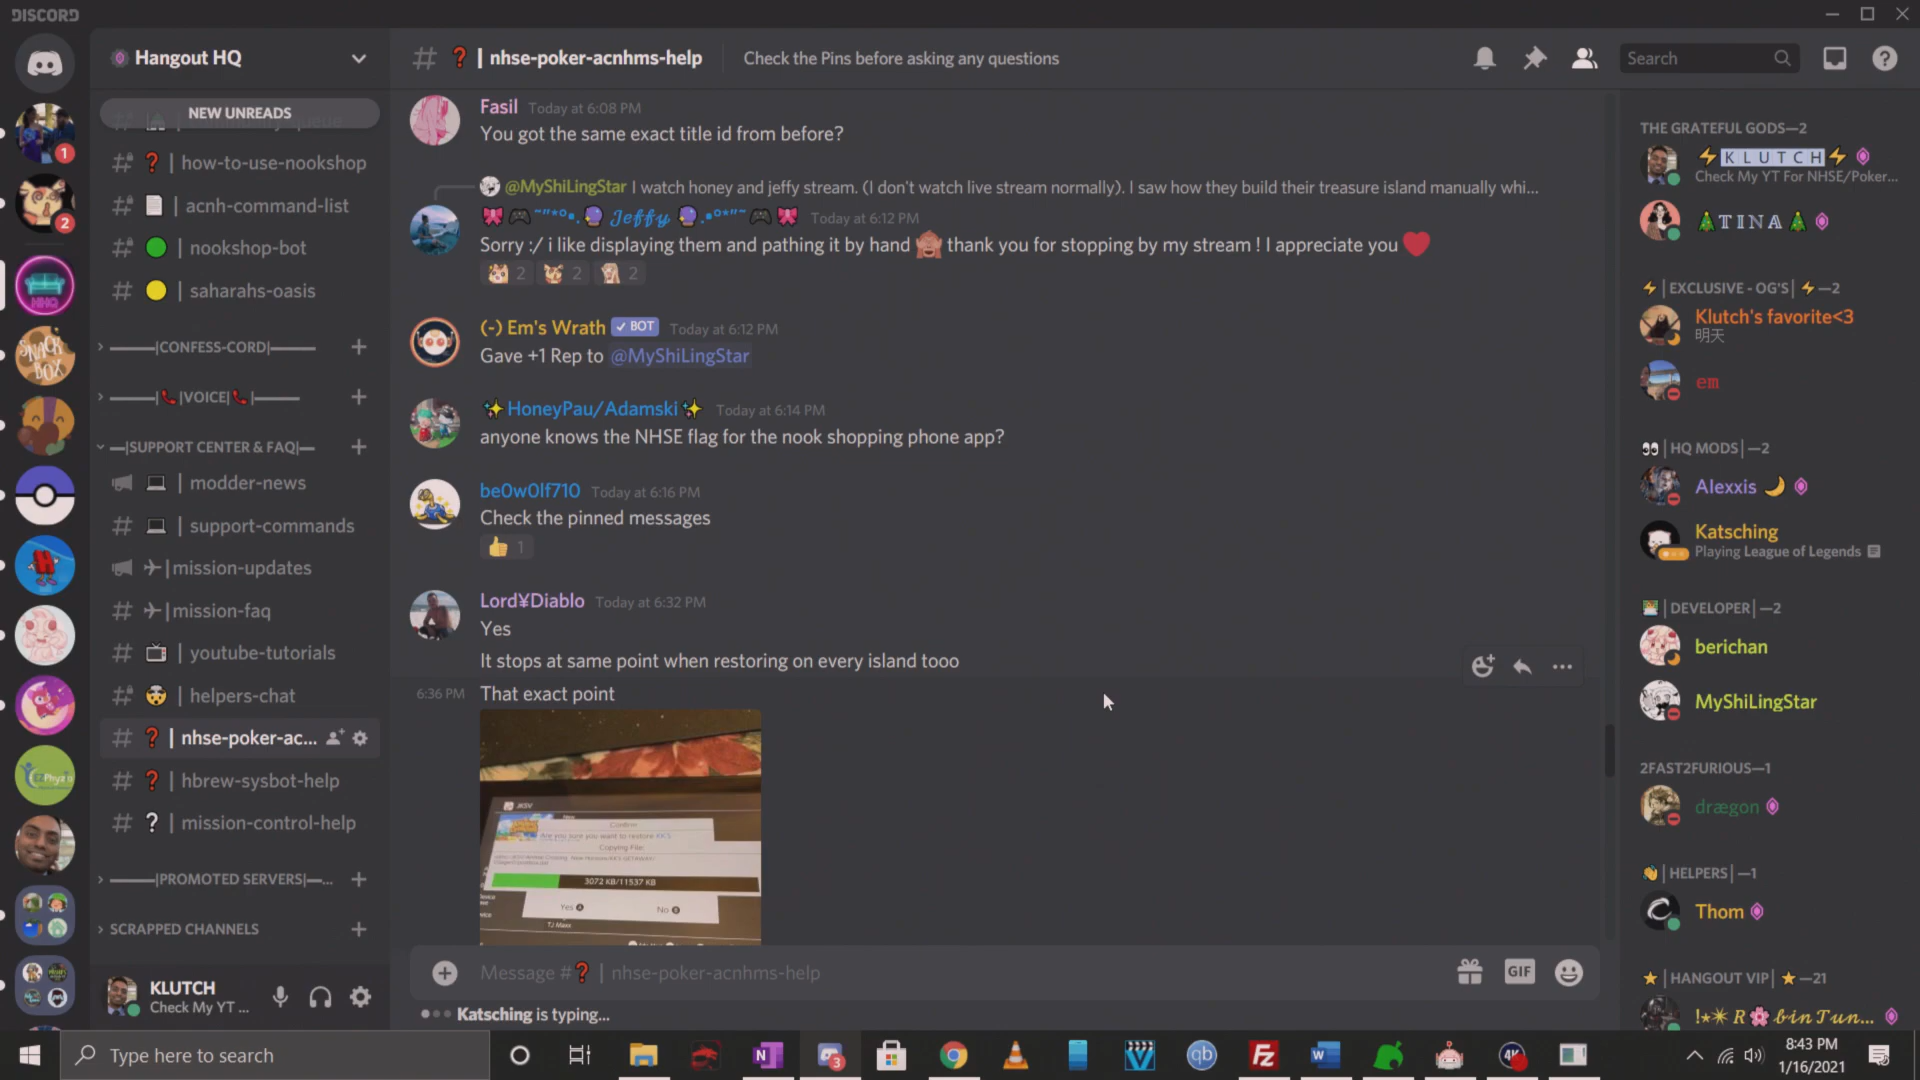 DISCORD
Hangout HQ
❓ | nhse-poker-acnhms-help
Check the Pins before asking any questions
Search
NEW UNREADS
❓ | how-to-use-nookshop
| acnh-command-list
| nookshop-bot
| saharahs-oasis
|CONFESS-CORD|
|VOICE|
|SUPPORT CENTER & FAQ|
| modder-news
| support-commands
|mission-updates
|mission-faq
| youtube-tutorials
| helpers-chat
❓ | nhse-poker-ac...
❓ | hbrew-sysbot-help
? | mission-control-help
|PROMOTED SERVERS|—...
SCRAPPED CHANNELS
KLUTCH
Check My YT ...
1
2
HHQ
SNACK BOX
Fasil Today at 6:08 PM
You got the same exact title id from before?
@MyShiLingStar I watch honey and jeffy stream. (I don't watch live stream normally). I saw how they build their treasure island manually whi...
Jeffy Today at 6:12 PM
Sorry :/ i like displaying them and pathing it by hand 🙈 thank you for stopping by my stream ! I appreciate you ❤️
2 2 2
(-) Em's Wrath ✓ BOT Today at 6:12 PM
Gave +1 Rep to @MyShiLingStar
✨HoneyPau/Adamski✨ Today at 6:14 PM
anyone knows the NHSE flag for the nook shopping phone app?
be0w0lf710 Today at 6:16 PM
Check the pinned messages
👍 1
Lord¥Diablo Today at 6:32 PM
Yes
It stops at same point when restoring on every island tooo
6:36 PM That exact point
JKSV
New
Confirm
Are you sure you want to restore
Copying File:
3072 KB/11537 KB
Yes A
No B
TJ Maxx
Message #❓ | nhse-poker-acnhms-help
GIF
Katsching is typing...
THE GRATEFUL GODS—2
⚡KLUTCH⚡
Check My YT For NHSE/Poker...
🎄TINA🎄
⚡|EXCLUSIVE - OG'S|⚡—2
Klutch's favorite<3
明天
em
👀|HQ MODS|—2
Alexxis 🌙
Katsching
Playing League of Legends
|DEVELOPER|—2
berichan
MyShiLingStar
2FAST2FURIOUS—1
drægon
👋|HELPERS|—1
Thom
★|HANGOUT VIP|★—21
R🌸binTun...
Type here to search
3
8:43 PM
1/16/2021